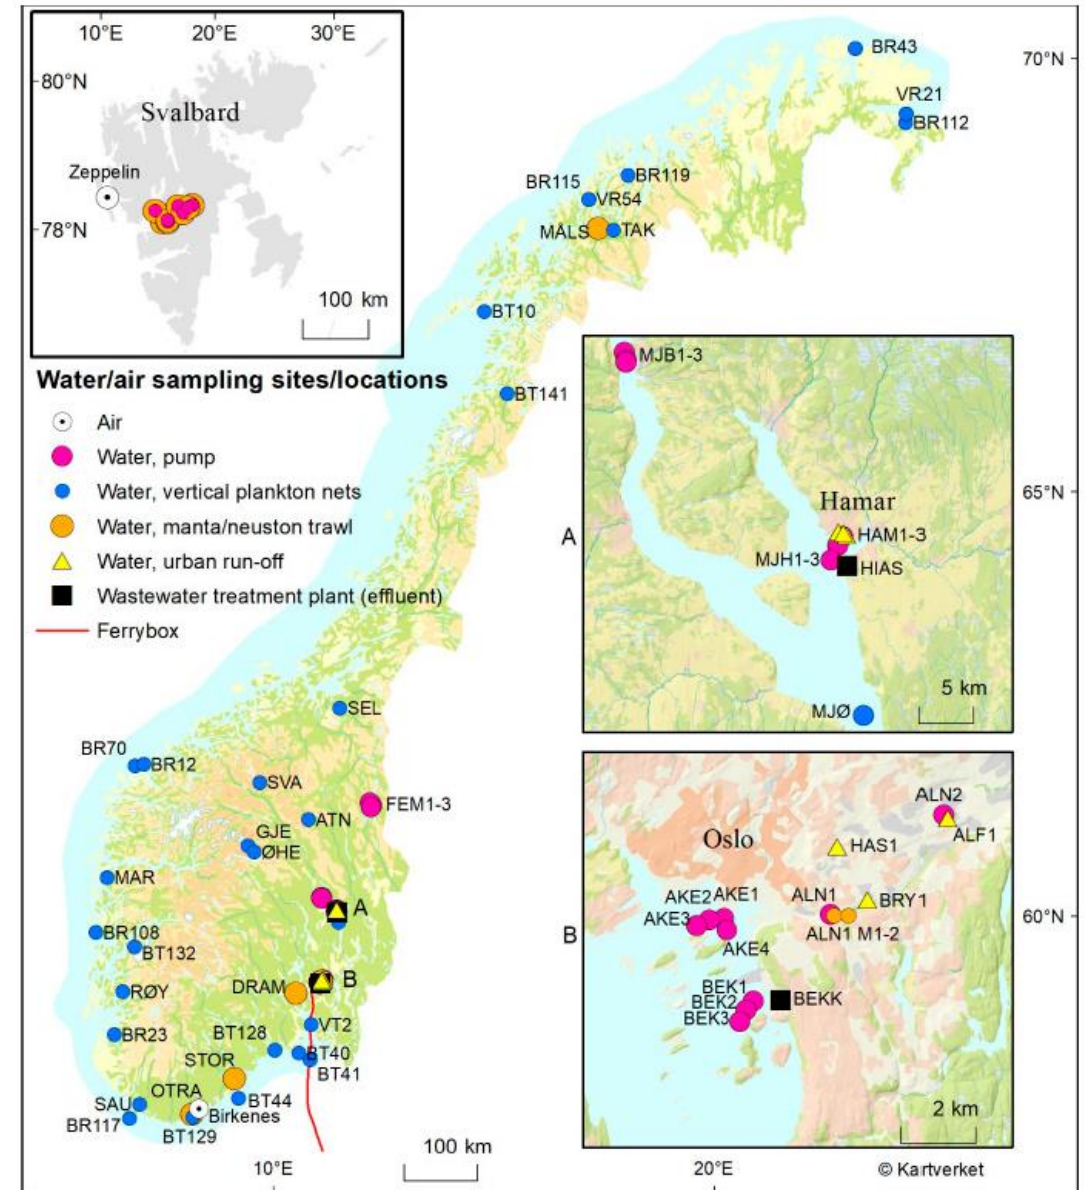 10°E
20°E
30°E
80°N
Svalbard
Zeppelin
78°N
100 km
BR43
70°N
VR21
BR112
BR119
BR115
VR54
MÅLS
TAK
BT10
BT141
Water/air sampling sites/locations
Air
Water, pump
Water, vertical plankton nets
Water, manta/neuston trawl
Water, urban run-off
Wastewater treatment plant (effluent)
Ferrybox
A
MJB1-3
65°N
Hamar
HAM1-3
MJH1-3
HIAS
5 km
MJØ
SEL
BR70
BR12
SVA
FEM1-3
ATN
GJE
ØHE
MAR
A
BR108
BT132
B
DRAM
RØY
VT2
BR23
BT128
BT40
STOR
BT41
OTRA
BT44
SAU
Birkenes
BR117
BT129
100 km
B
ALN2
ALF1
Oslo
HAS1
AKE2
AKE1
ALN1
BRY1
60°N
AKE3
ALN1 M1-2
AKE4
BEK1
BEKK
BEK2
BEK3
2 km
10°E
20°E
© Kartverket